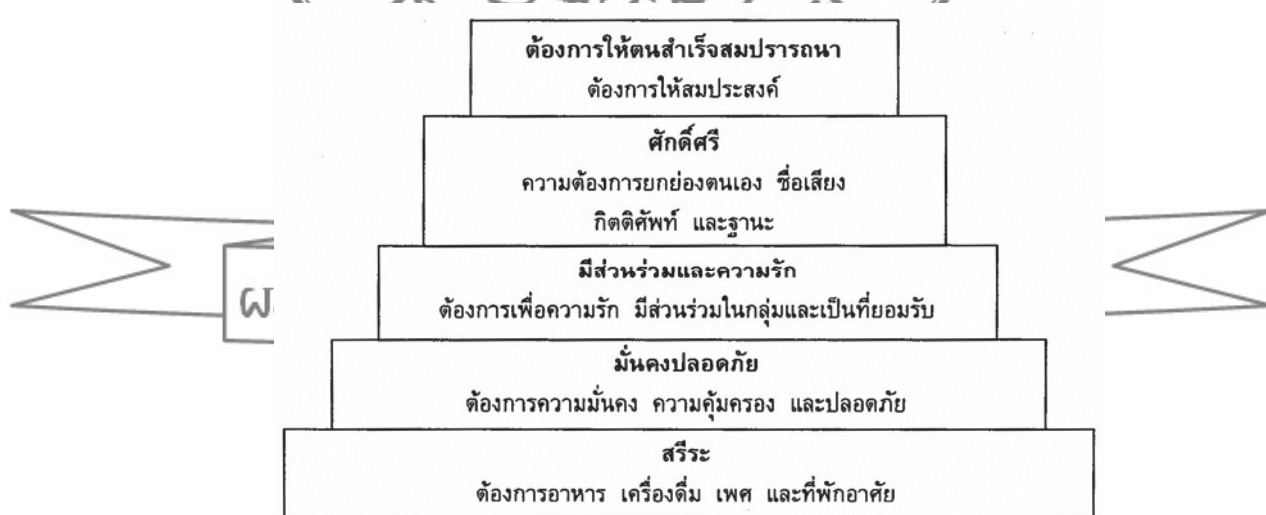 ต้องการให้ตนสำเร็จสมปรารถนา
ต้องการให้สมประสงค์
ศักดิ์ศรี
ความต้องการยกย่องตนเอง ชื่อเสียง
กิตติศัพท์ และฐานะ
มีส่วนร่วมและความรัก
ต้องการเพื่อความรัก มีส่วนร่วมในกลุ่มและเป็นที่ยอมรับ
มั่นคงปลอดภัย
ต้องการความมั่นคง ความคุ้มครอง และปลอดภัย
สรีระ
ต้องการอาหาร เครื่องดื่ม เพศ และที่พักอาศัย